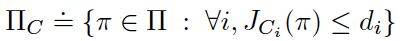 Π_C ≐ {π ∈ Π : ∀i, J_{C_i}(π) ≤ d_i}